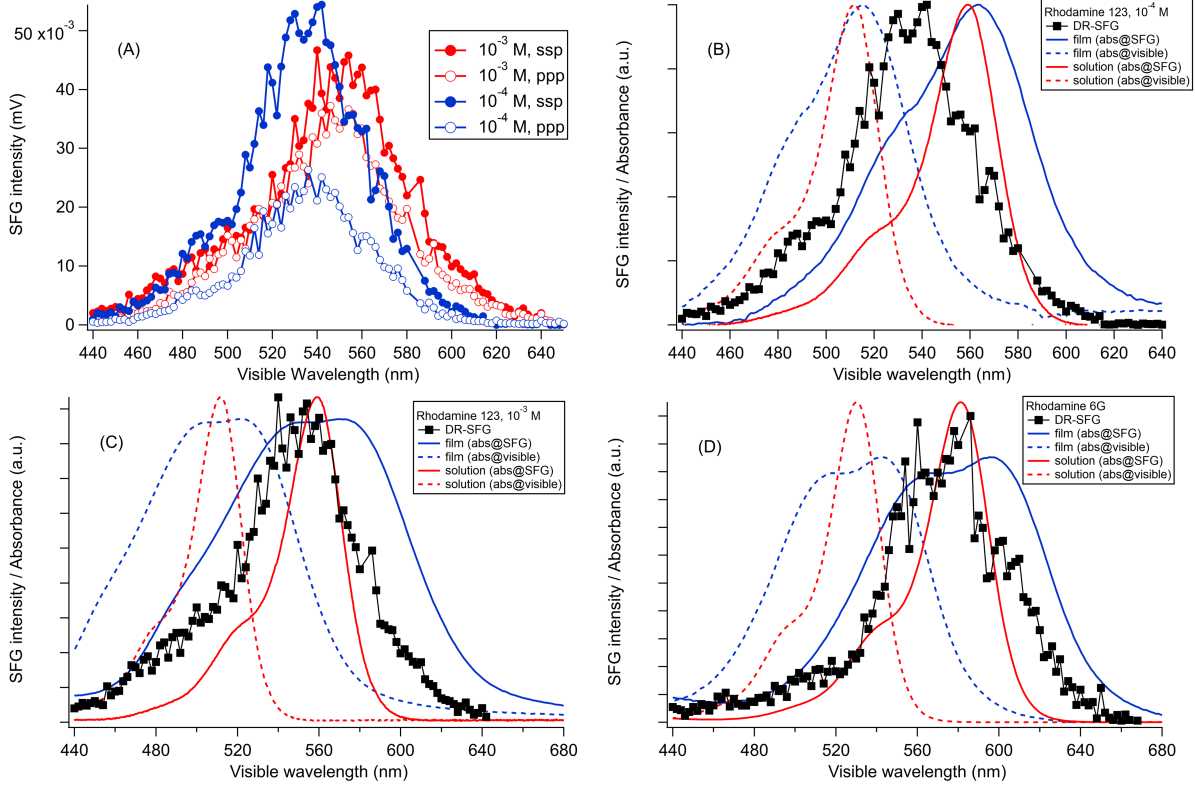 (A)
50 x10⁻³
40
30
20
10
0
SFG intensity (mV)
10⁻³ M, ssp
10⁻³ M, ppp
10⁻⁴ M, ssp
10⁻⁴ M, ppp
440 460 480 500 520 540 560 580 600 620 640
Visible Wavelength (nm)
(B)
SFG intensity / Absorbance (a.u.)
Rhodamine 123, 10⁻⁴ M
DR-SFG
film (abs@SFG)
film (abs@visible)
solution (abs@SFG)
solution (abs@visible)
440 460 480 500 520 540 560 580 600 620 640
Visible wavelength (nm)
(C)
SFG intensity / Absorbance (a.u.)
Rhodamine 123, 10⁻³ M
DR-SFG
film (abs@SFG)
film (abs@visible)
solution (abs@SFG)
solution (abs@visible)
440 480 520 560 600 640 680
Visible wavelength (nm)
(D)
SFG intensity / Absorbance (a.u.)
Rhodamine 6G
DR-SFG
film (abs@SFG)
film (abs@visible)
solution (abs@SFG)
solution (abs@visible)
440 480 520 560 600 640 680
Visible wavelength (nm)